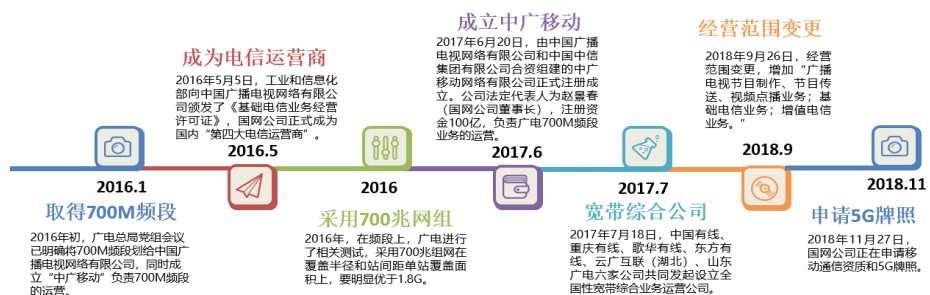 成为电信运营商
2016年5月5日，工业和信息化
部向中国广播电视网络有限公
司颁发了《基础电信业务经营
许可证》，国网公司正式成为
国内“第四大电信运营商”。
成立中广移动
2017年6月20日，由中国广播
电视网络有限公司和中国中信
集团有限公司合资组建的中广
移动网络有限公司正式注册成
立。公司法定代表人为赵景春
（国网公司董事长），注册资
金100亿，负责广电700M频段
业务的运营。
经营范围变更
2018年9月26日，经营
范围变更，增加“广播
电视节目制作、节目传
送、视频点播业务；基
础电信业务；增值电信
业务。”
2016.1
2016.5
2016
2017.6
2017.7
2018.9
2018.11
取得700M频段
2016年初，广电总局党组会议
已明确将700M频段划给中国广
播电视网络有限公司，同时成
立“中广移动”负责700M频段
的运营。
采用700兆网组
2016年，在频段上，广电进行
了相关测试，采用700兆组网在
覆盖半径和站间距单站覆盖面
积上，要明显优于1.8G。
宽带综合公司
2017年7月18日，中国有线、
重庆有线、歌华有线、东方有
线、云广互联（湖北）、山东
广电六家公司共同发起设立全
国性宽带综合业务运营公司。
申请5G牌照
2018年11月27日，
国网公司正在申请移
动通信资质和5G牌照。